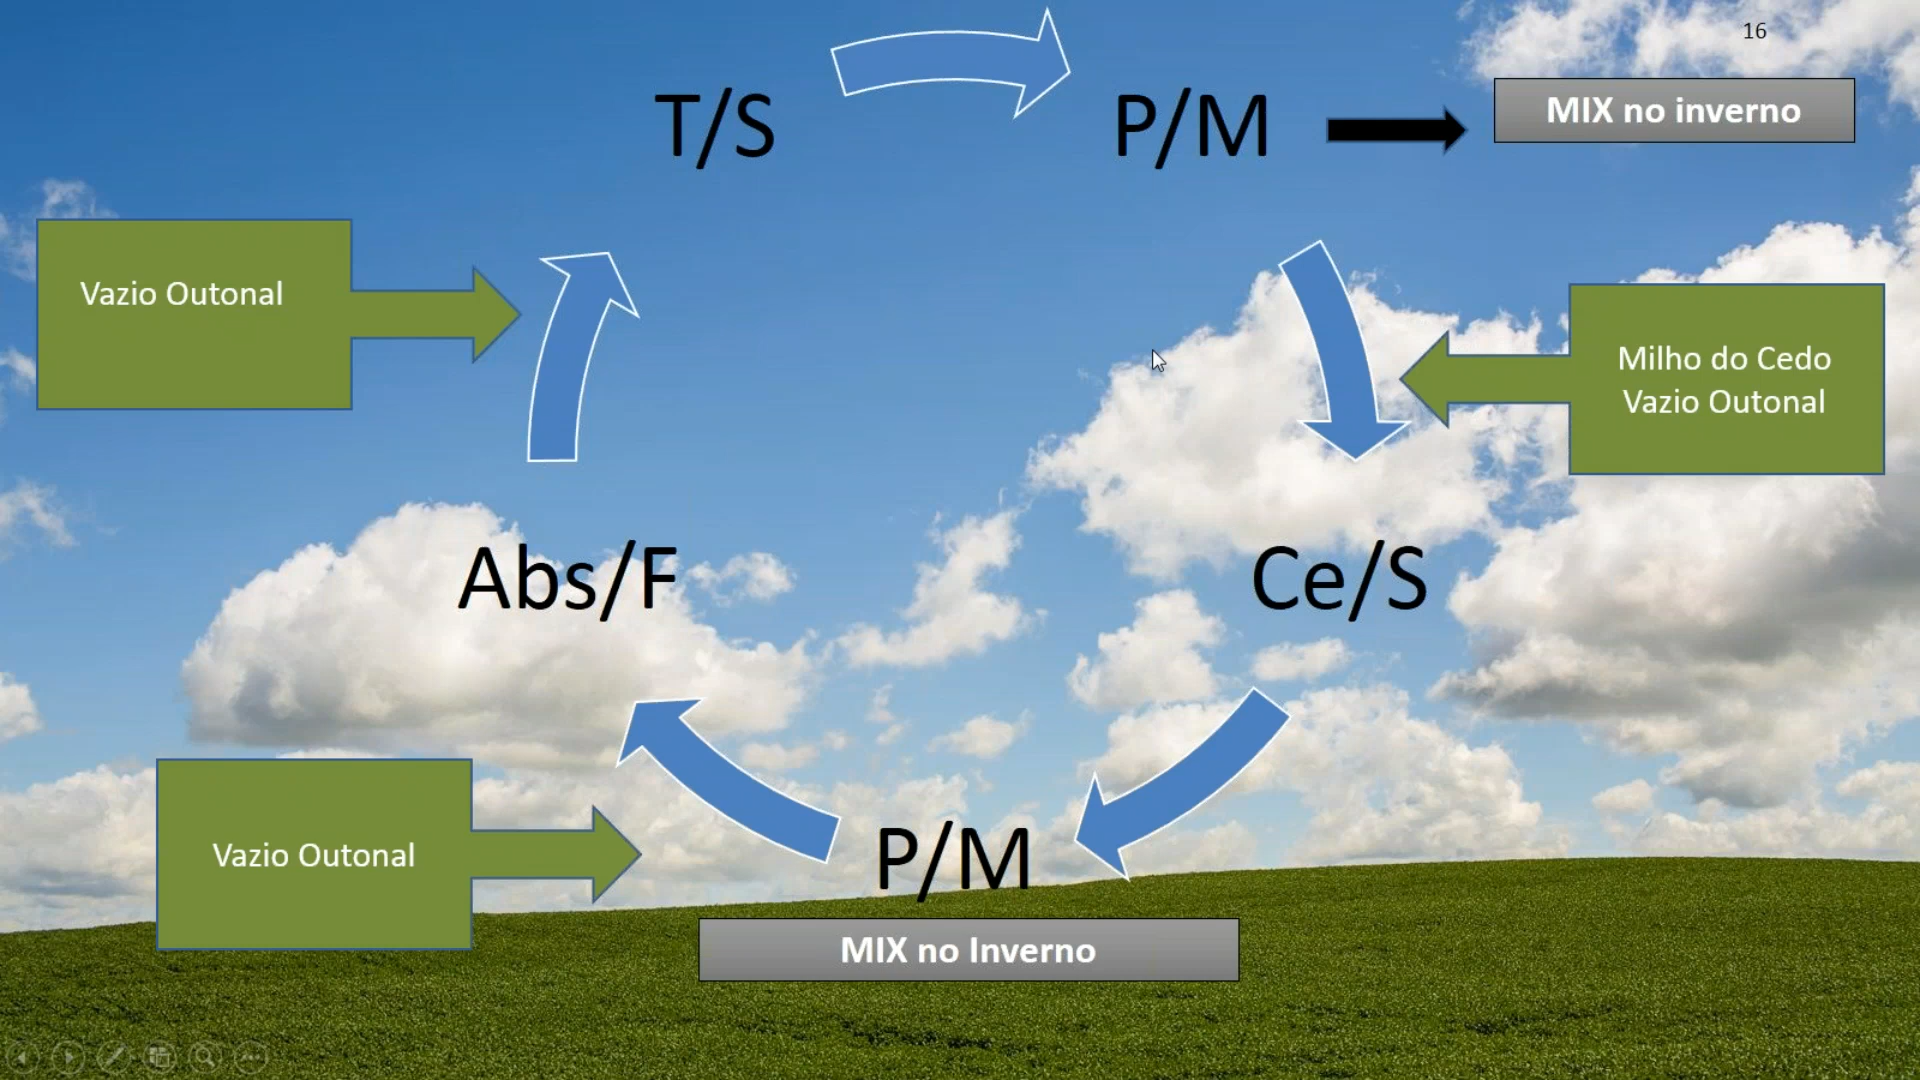 16
T/S
P/M
MIX no inverno
Vazio Outonal
Milho do Cedo
Vazio Outonal
Abs/F
Ce/S
Vazio Outonal
P/M
MIX no Inverno